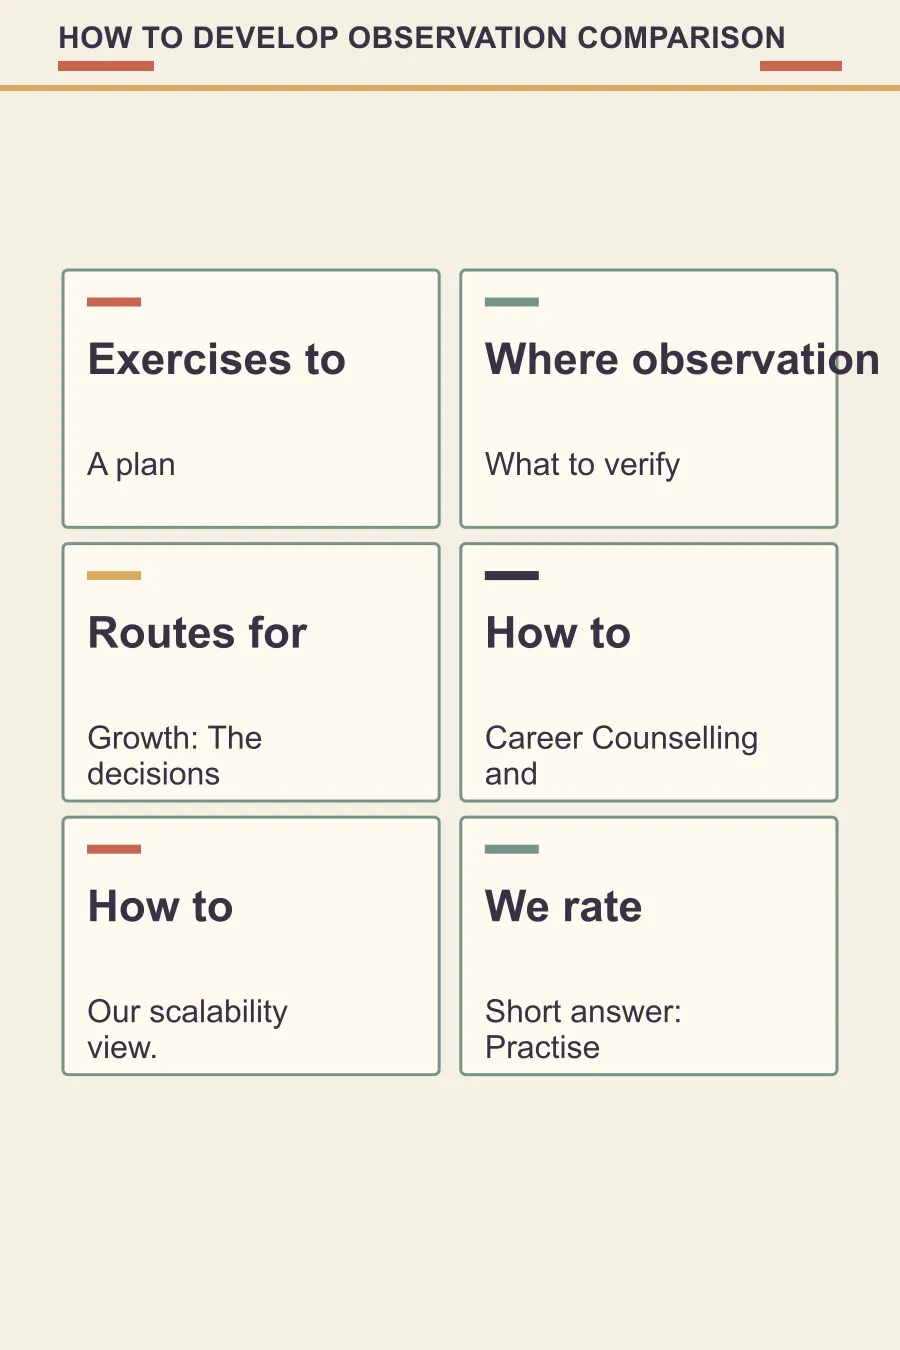 HOW TO DEVELOP OBSERVATION COMPARISON
Exercises to
A plan
Where observation
What to verify
Routes for
Growth: The
decisions
How to
Career Counselling
and
How to
Our scalability
view.
We rate
Short answer:
Practise